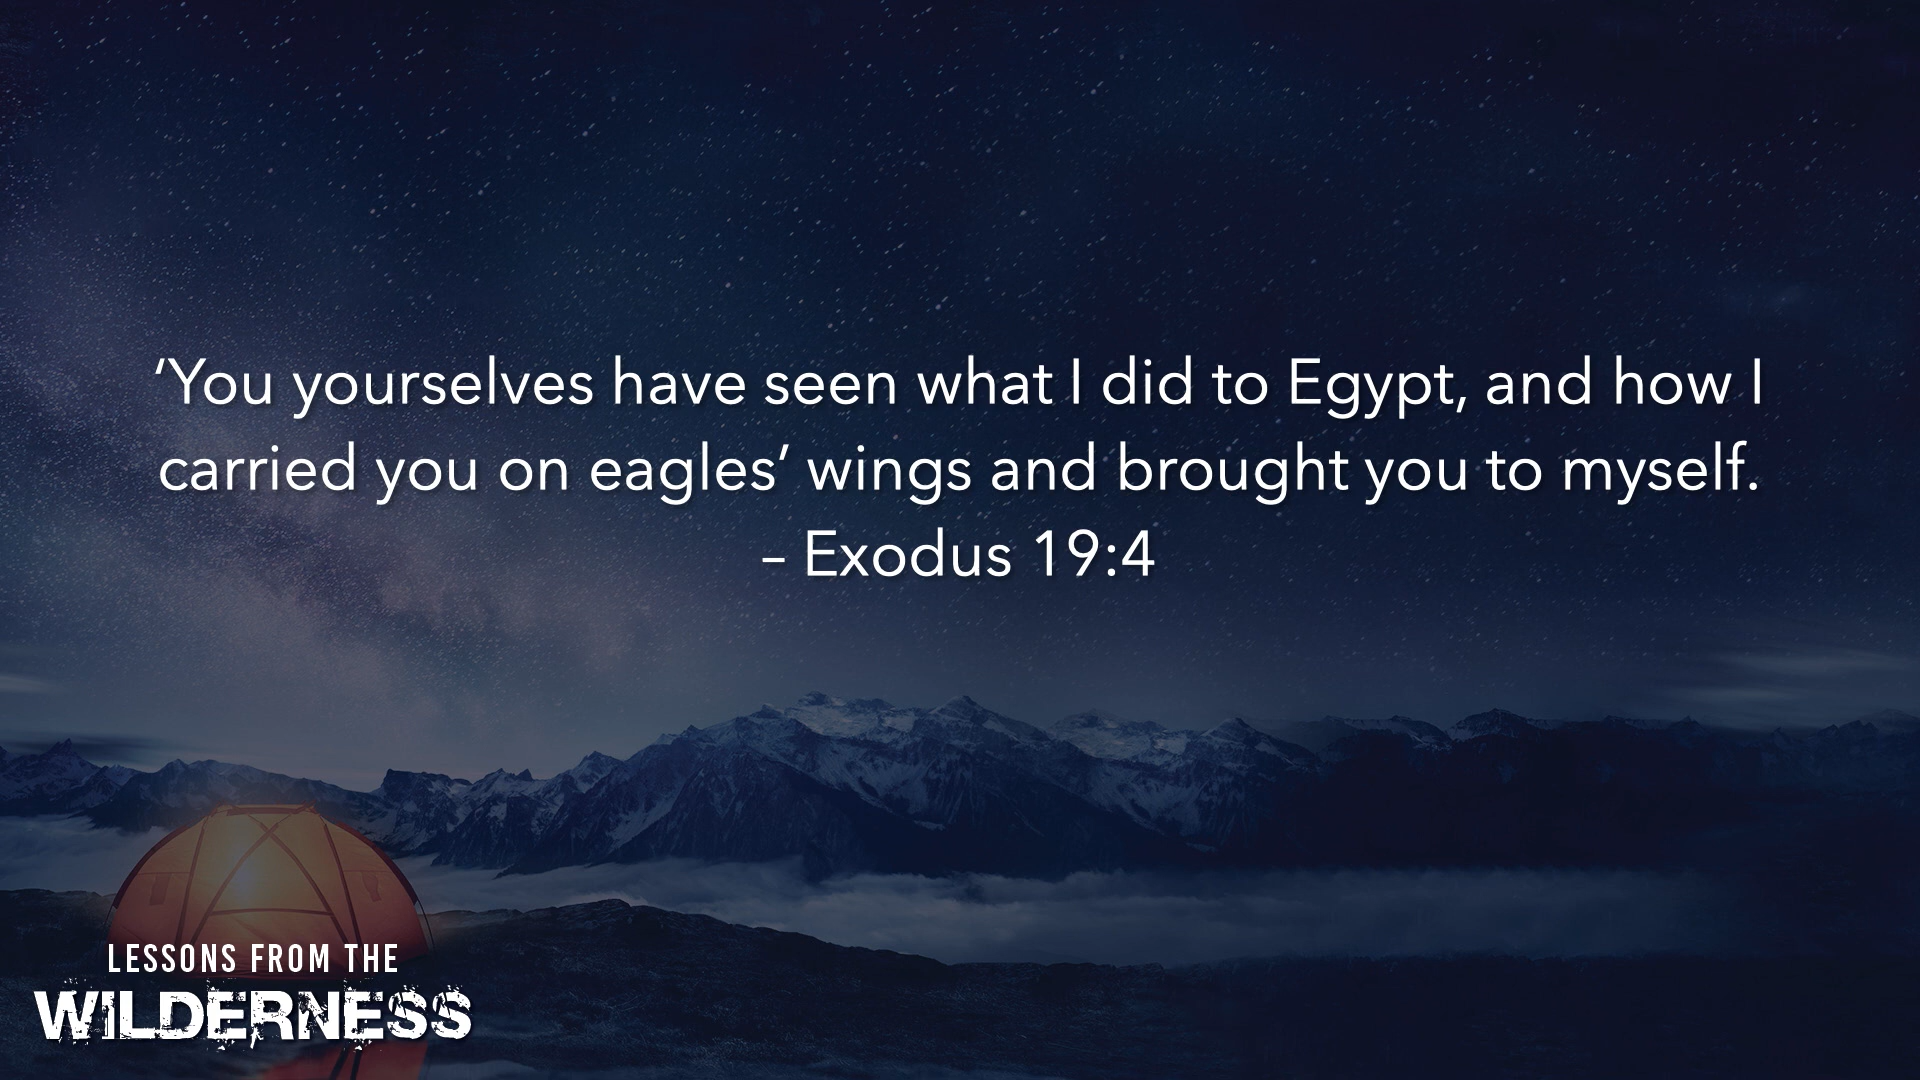 ‘You yourselves have seen what I did to Egypt, and how I
carried you on eagles’ wings and brought you to myself.
– Exodus 19:4
LESSONS FROM THE
WILDERNESS